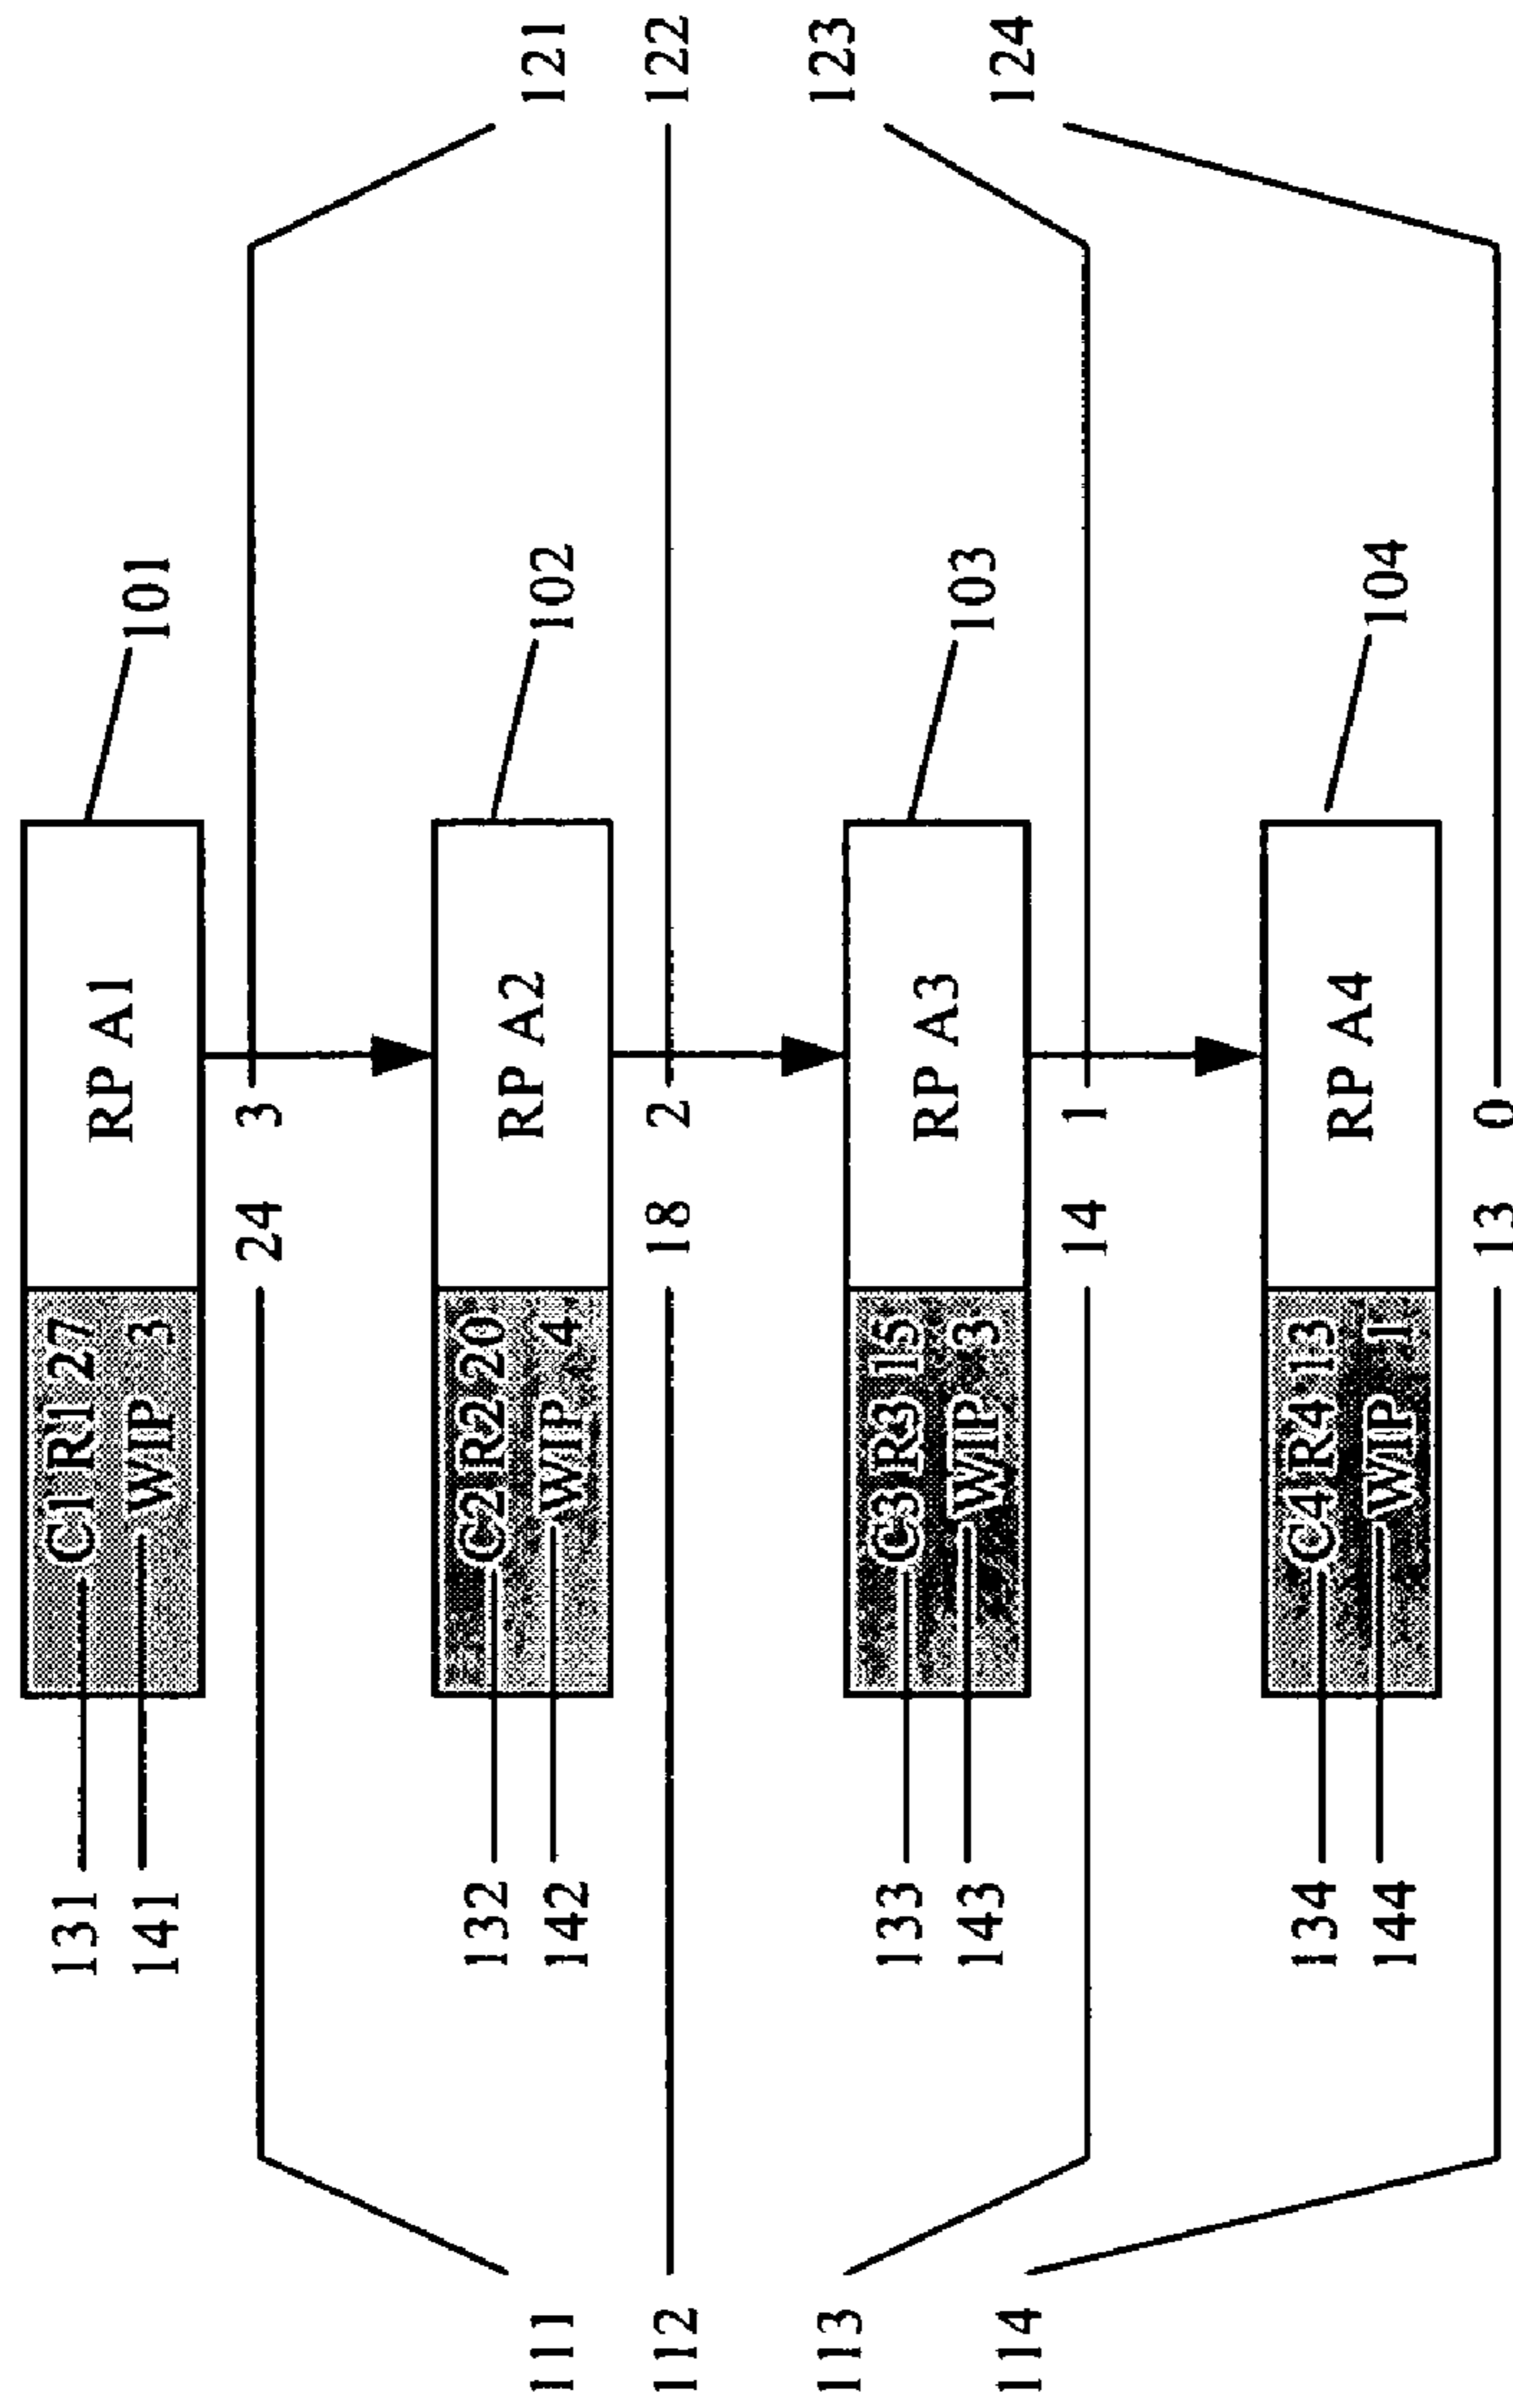 121
122
123
124
101
102
103
104
RP A1
RP A2
RP A3
RP A4
24 3
18 2
14 1
13 0
C1 R1 27
WIP 3
C2 R2 20
WIP 4
C3 R3 15
WIP 3
C4 R4 13
WIP 1
131
141
132
142
133
143
134
144
111
112
113
114